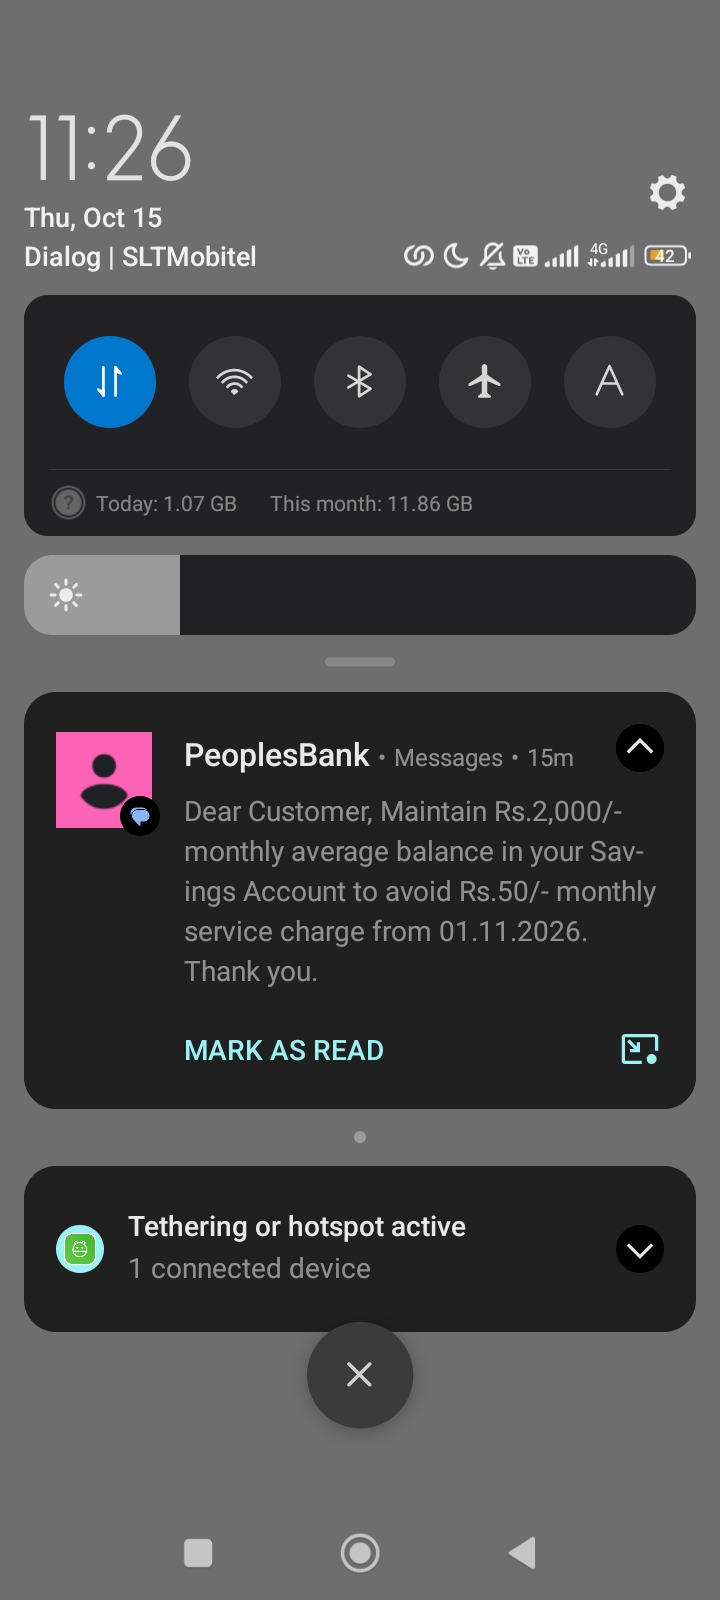 11:26
Thu, Oct 15
Dialog | SLTMobitel
Vo LTE
4G
42
A
Today: 1.07 GB This month: 11.86 GB
PeoplesBank • Messages • 15m
Dear Customer, Maintain Rs.2,000/-
monthly average balance in your Sav-
ings Account to avoid Rs.50/- monthly
service charge from 01.11.2026.
Thank you.
MARK AS READ
Tethering or hotspot active
1 connected device